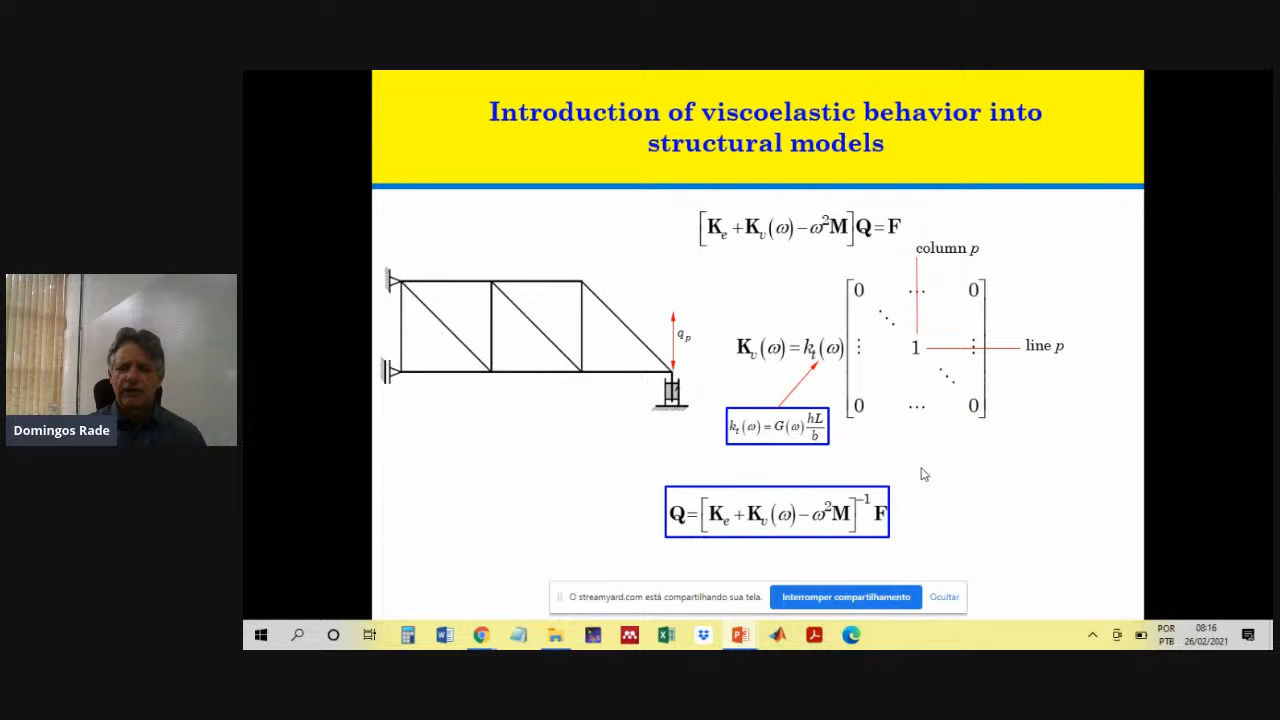 Introduction of viscoelastic behavior into
structural models
[K_e + K_v(ω) − ω²M]Q = F
column p
0 ... 0
⋱
q_p
K_v(ω) = k_t(ω) ⋮ 1 ⋮ line p
⋱
0 ... 0
k_t(ω) = G(ω) hL/b
Domingos Rade
Q = [K_e + K_v(ω) − ω²M]⁻¹ F
O streamyard.com está compartilhando sua tela.
Interromper compartilhamento
Ocultar
POR
PTB
08:16
26/02/2021